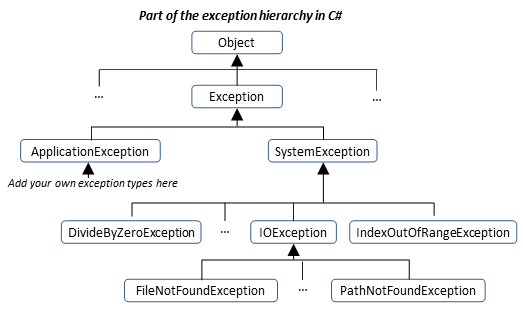 Part of the exception hierarchy in C#
Object
... Exception ...
ApplicationException SystemException
Add your own exception types here
DivideByZeroException ... IOException IndexOutOfRangeException
FileNotFoundException ... PathNotFoundException